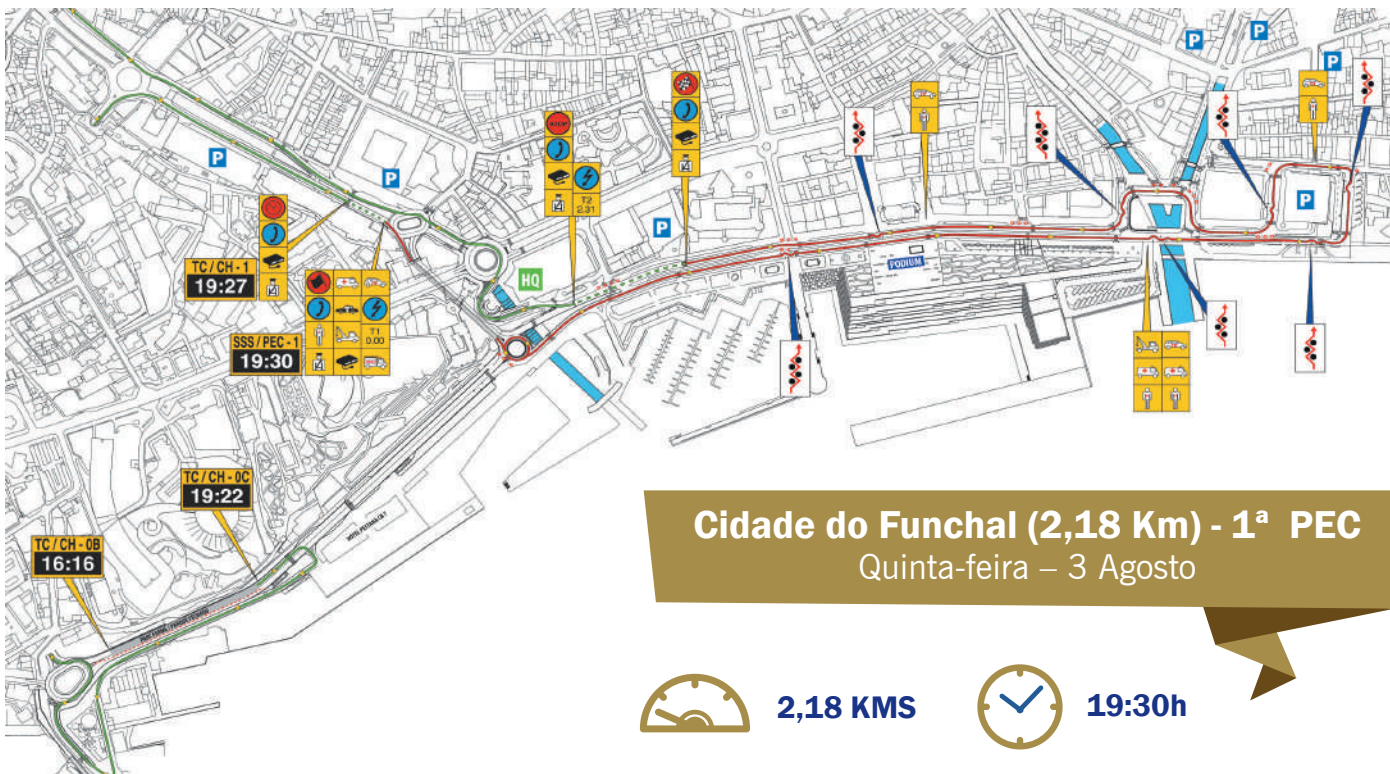 P
P
P
P
P
P
P
T2
2.31
TC / CH - 1
19:27
HQ
PODIUM
SSS / PEC - 1
19:30
T1
0.00
TC / CH - 0C
19:22
TC / CH - 0B
16:16
Cidade do Funchal (2,18 Km) - 1ª PEC
Quinta-feira – 3 Agosto
2,18 KMS
19:30h